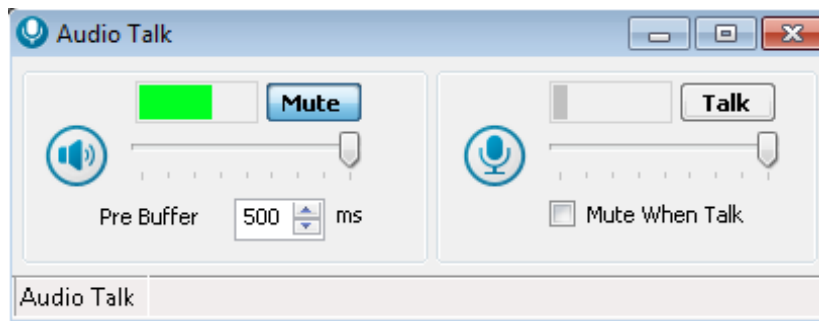 Audio Talk
Mute
Talk
Pre Buffer 500 ms
Mute When Talk
Audio Talk